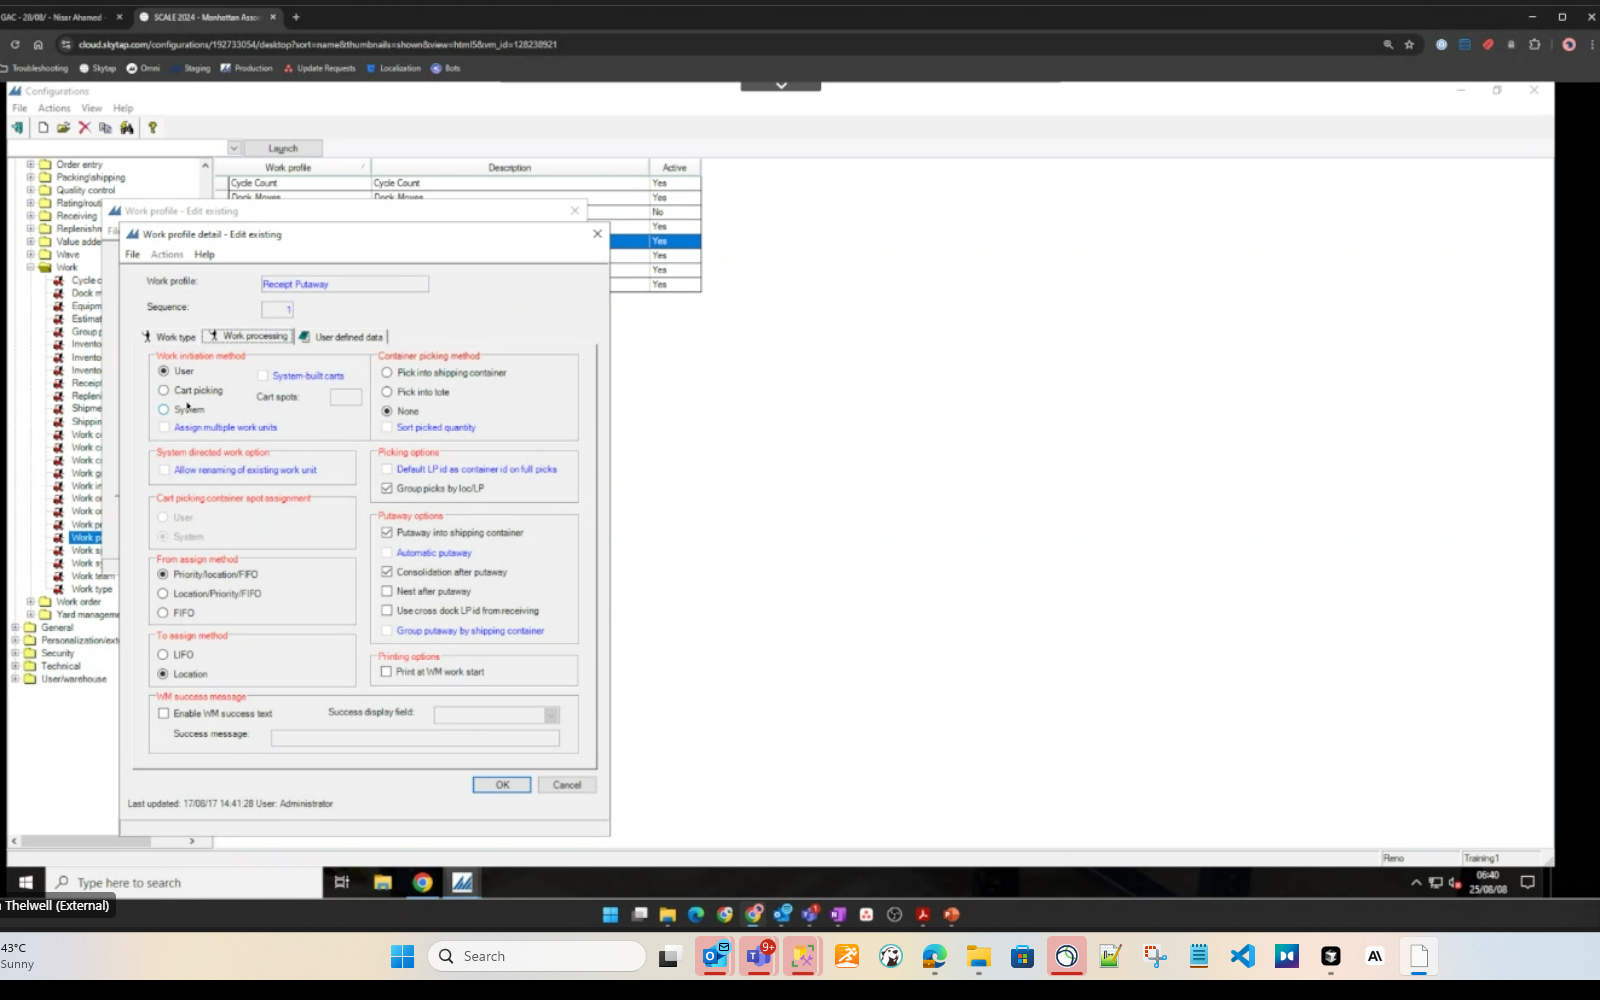 GAC - 28/08/ - Nisar Ahamed
SCALE 2024 - Manhattan Assoc
cloud.skytap.com/configurations/192733054/desktop?sort=name&thumbnails=shown&view=html5&vm_id=128238921
Troubleshooting
Skytap
Omni
Staging
Production
Update Requests
Localization
Bots
Configurations
File Actions View Help
Launch
Work profile Description Active
Order entry
Packing\shipping
Quality control
Rating/routi
Receiving
Replenishm
Value adde
Wave
Work
Cycle c
Dock m
Equipm
Estimat
Group p
Invento
Invento
Invento
Receipt
Repleni
Shipme
Shippin
Work c
Work c
Work c
Work g
Work in
Work o
Work o
Work pr
Work p
Work s
Work sy
Work team
Work type
Work order
Yard manageme
General
Personalization/ext
Security
Technical
User/warehouse
Cycle Count Cycle Count Yes
Dock Moves Dock Moves Yes
No
Yes
Yes
Yes
Yes
Yes
Work profile - Edit existing
Work profile detail - Edit existing
File Actions Help
Work profile: Receipt Putaway
Sequence: 1
Work type
Work processing
User defined data
Work initiation method
User
System-built carts
Cart picking
Cart spots:
System
Assign multiple work units
Container picking method
Pick into shipping container
Pick into tote
None
Sort picked quantity
System directed work option
Allow renaming of existing work unit
Picking options
Default LP id as container id on full picks
Group picks by loc/LP
Cart picking container spot assignment
User
System
Putaway options
Putaway into shipping container
Automatic putaway
Consolidation after putaway
Nest after putaway
Use cross dock LP id from receiving
Group putaway by shipping container
From assign method
Priority/location/FIFO
Location/Priority/FIFO
FIFO
To assign method
LIFO
Location
Printing options
Print at WM work start
WM success message
Enable WM success text
Success display field:
Success message:
OK
Cancel
Last updated: 17/08/17 14:41:28 User: Administrator
Reno
Training1
Type here to search
06:40
25/08/08
Thelwell (External)
43°C
Sunny
Search
9+